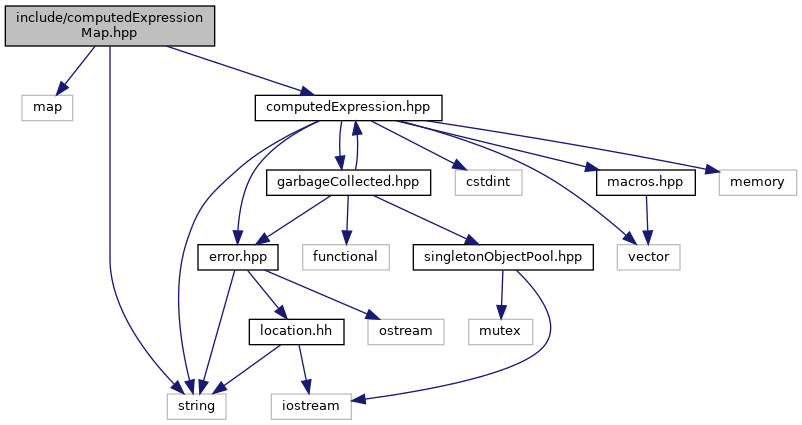 include/computedExpression
Map.hpp
map
computedExpression.hpp
garbageCollected.hpp
cstdint
macros.hpp
memory
error.hpp
functional
singletonObjectPool.hpp
vector
location.hh
ostream
mutex
string
iostream